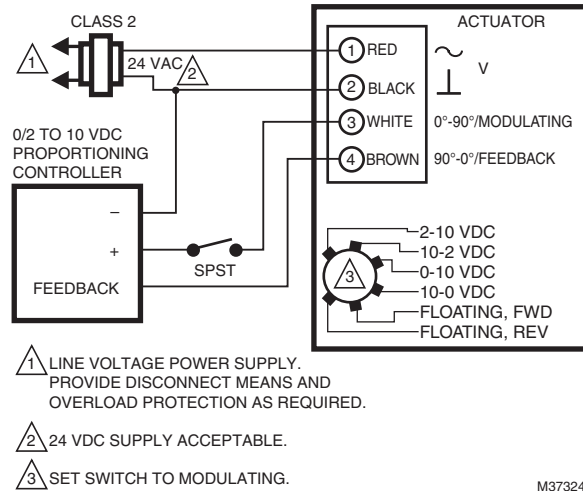 CLASS 2
ACTUATOR
1
24 VAC
2
1 RED
V
2 BLACK
3 WHITE 0°-90°/MODULATING
4 BROWN 90°-0°/FEEDBACK
0/2 TO 10 VDC
PROPORTIONING
CONTROLLER
–
+
SPST
FEEDBACK
3
2-10 VDC
10-2 VDC
0-10 VDC
10-0 VDC
FLOATING, FWD
FLOATING, REV
1 LINE VOLTAGE POWER SUPPLY.
PROVIDE DISCONNECT MEANS AND
OVERLOAD PROTECTION AS REQUIRED.
2 24 VDC SUPPLY ACCEPTABLE.
3 SET SWITCH TO MODULATING.
M37324